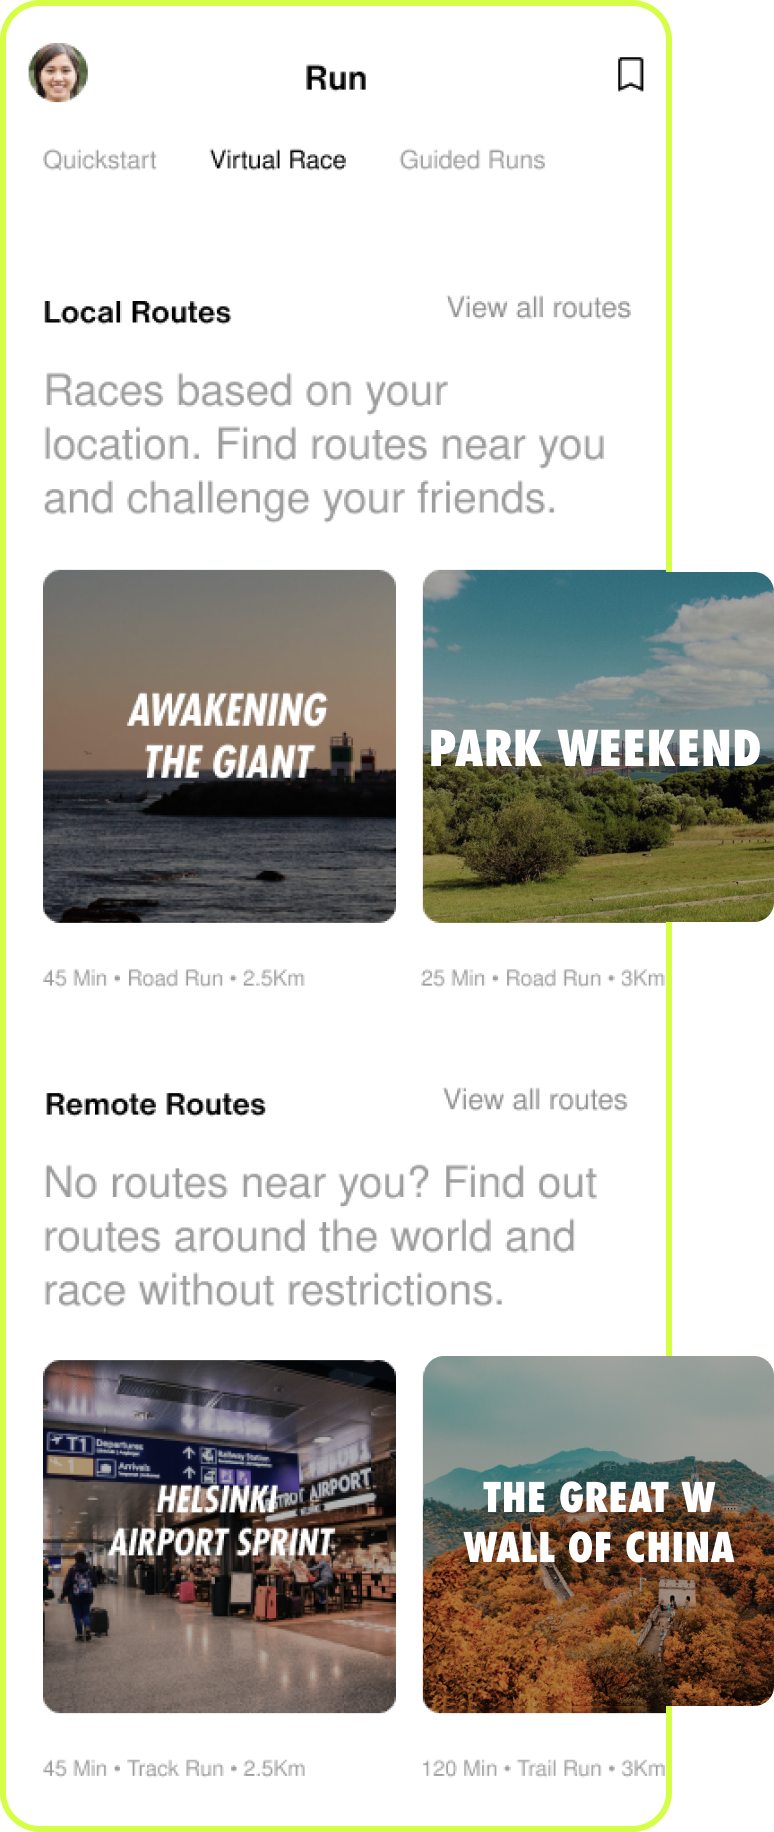 Run
Quickstart Virtual Race Guided Runs
Local Routes View all routes
Races based on your
location. Find routes near you
and challenge your friends.
AWAKENING
THE GIANT
PARK WEEKEND
45 Min • Road Run • 2.5Km
25 Min • Road Run • 3Km
Remote Routes View all routes
No routes near you? Find out
routes around the world and
race without restrictions.
T1 Departures
Arrivals
Railway Station
AIRPORT
HELSINKI
AIRPORT SPRINT
THE GREAT W
WALL OF CHINA
45 Min • Track Run • 2.5Km
120 Min • Trail Run • 3Km